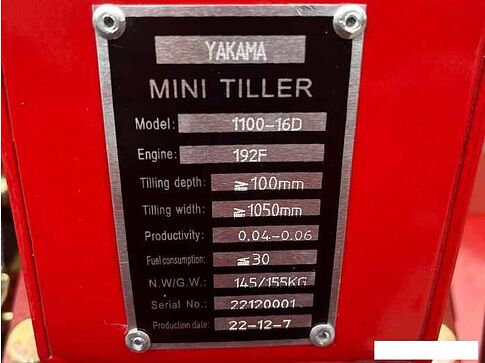 YAKAMA
MINI TILLER
Model: 1100-16D
Engine: 192F
Tilling depth: ≥100mm
Tilling width: ≥1050mm
Productivity: 0.04-0.06
Fuel consumption: ≤30
N.W/G.W.: 145/155KG
Serial No.: 22120001
Production date: 22-12-7